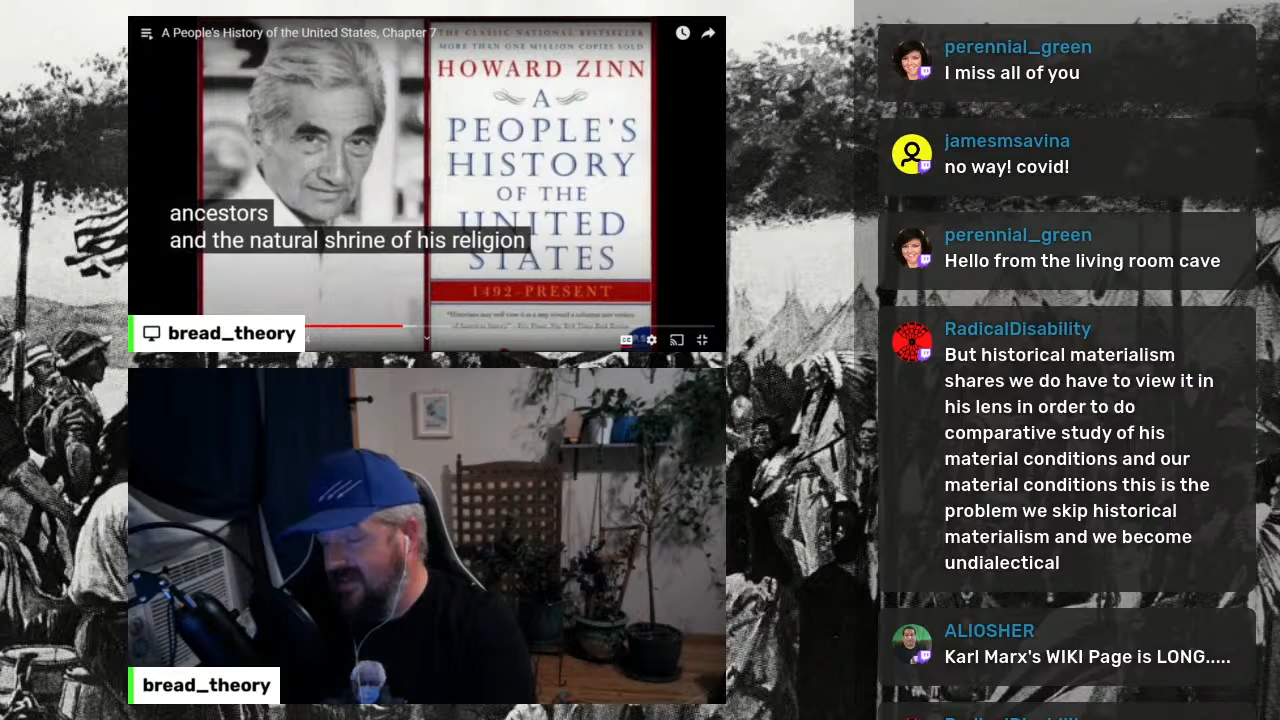 A People's History of the United States, Chapter 7
THE CLASSIC NATIONAL BESTSELLER
MORE THAN ONE MILLION COPIES SOLD
HOWARD ZINN
A
PEOPLE'S
HISTORY
OF THE
UNITED
STATES
1492–PRESENT
ancestors
and the natural shrine of his religion
bread_theory
bread_theory
perennial_green
I miss all of you
jamesmsavina
no way! covid!
perennial_green
Hello from the living room cave
RadicalDisability
But historical materialism
shares we do have to view it in
his lens in order to do
comparative study of his
material conditions and our
material conditions this is the
problem we skip historical
materialism and we become
undialectical
ALIOSHER
Karl Marx's WIKI Page is LONG.....